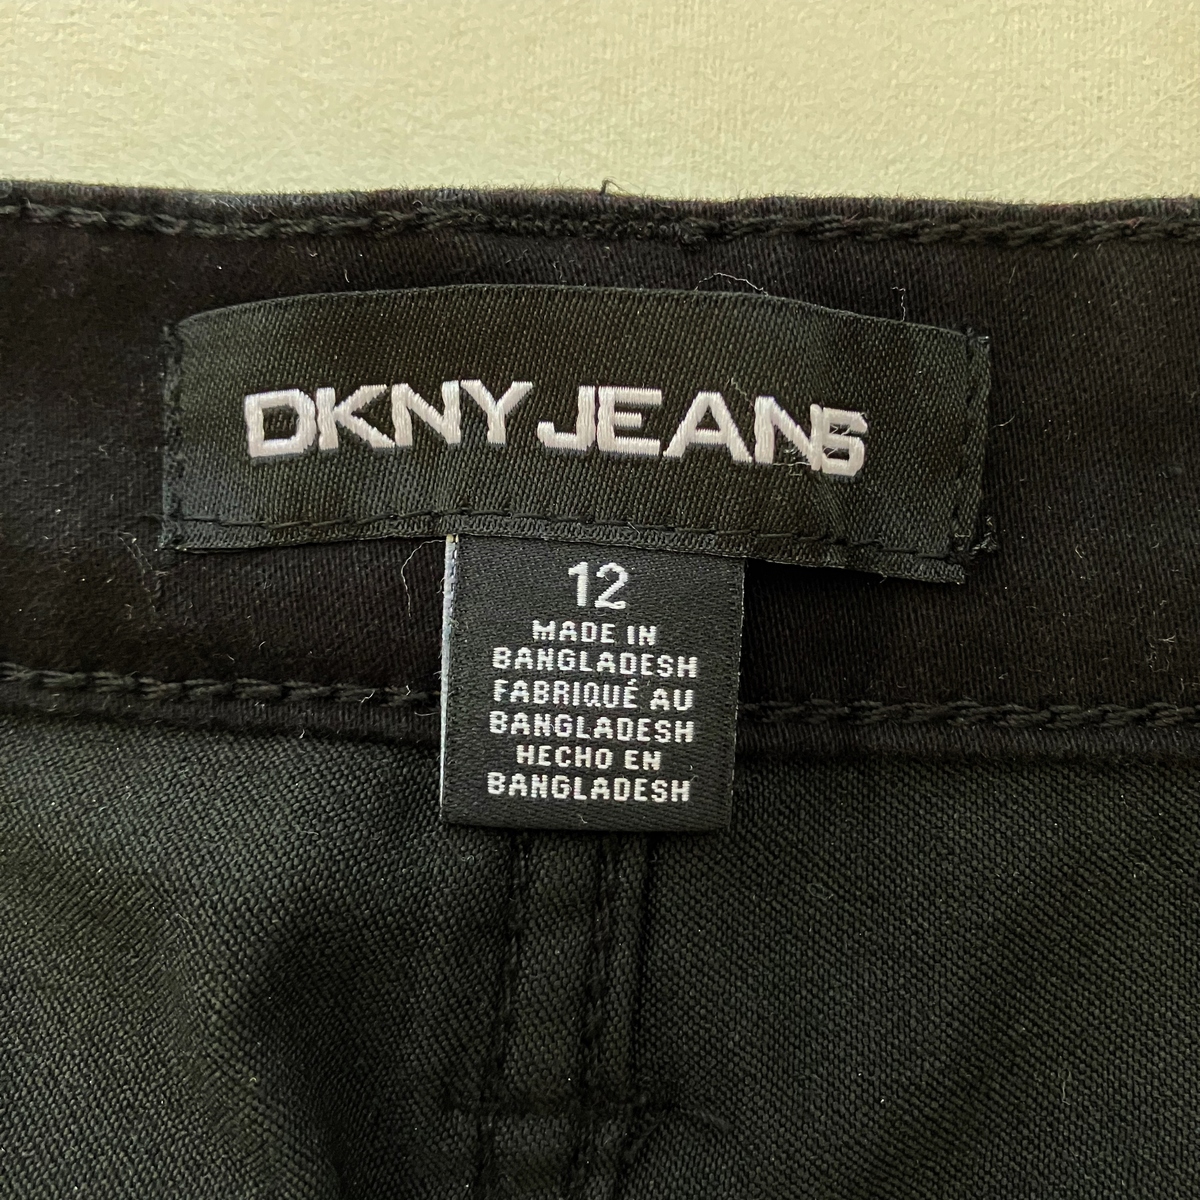 DKNY JEANS
12
MADE IN
BANGLADESH
FABRIQUÉ AU
BANGLADESH
HECHO EN
BANGLADESH